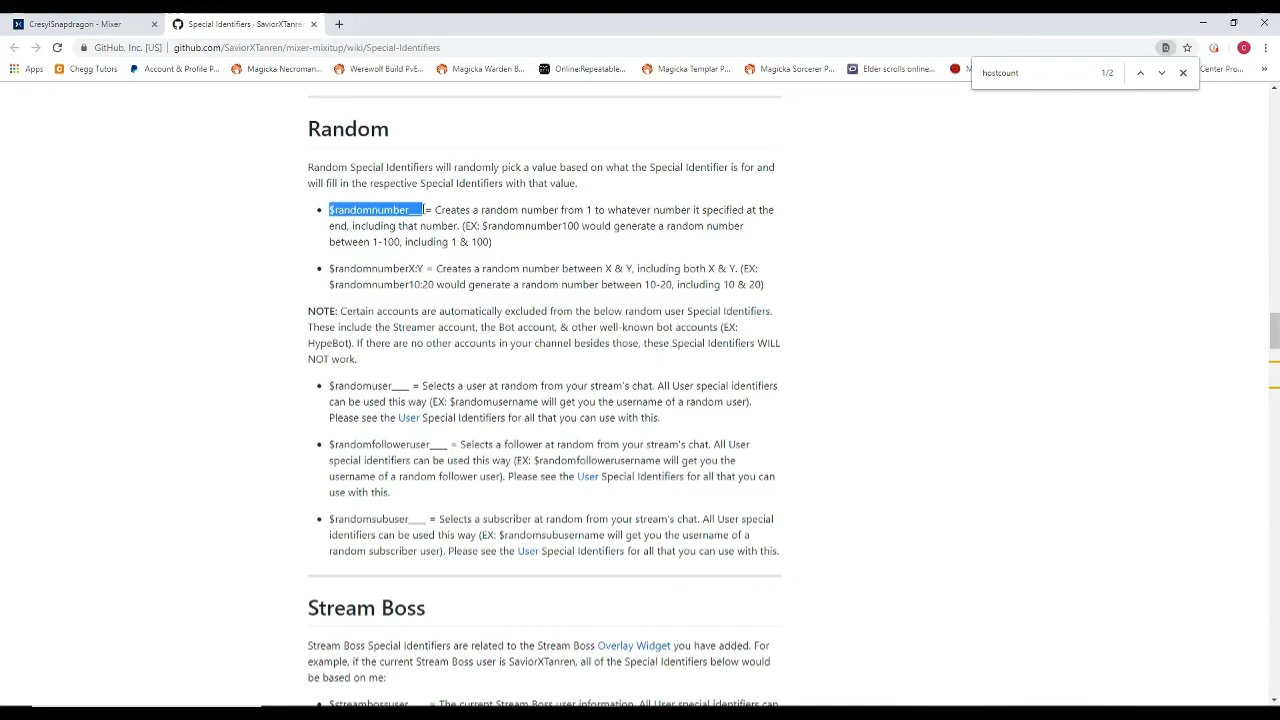 CresylSnapdragon - Mixer
Special Identifiers · SaviorXTanren
GitHub, Inc. [US] | github.com/SaviorXTanren/mixer-mixitup/wiki/Special-Identifiers
Apps Chegg Tutors Account & Profile P... Magicka Necroman... Werewolf Build PvE... Magicka Warden B... Online:Repeatable... Magicka Templar P... Magicka Sorcerer P... Elder scrolls online... Center Pro... »
hostcount 1/2
Random
Random Special Identifiers will randomly pick a value based on what the Special Identifier is for and
will fill in the respective Special Identifiers with that value.
• $randomnumber___ = Creates a random number from 1 to whatever number it specified at the
end, including that number. (EX: $randomnumber100 would generate a random number
between 1-100, including 1 & 100)
• $randomnumberX:Y = Creates a random number between X & Y, including both X & Y. (EX:
$randomnumber10:20 would generate a random number between 10-20, including 10 & 20)
NOTE: Certain accounts are automatically excluded from the below random user Special Identifiers.
These include the Streamer account, the Bot account, & other well-known bot accounts (EX:
HypeBot). If there are no other accounts in your channel besides those, these Special Identifiers WILL
NOT work.
• $randomuser____ = Selects a user at random from your stream's chat. All User special identifiers
can be used this way (EX: $randomusername will get you the username of a random user).
Please see the User Special Identifiers for all that you can use with this.
• $randomfolloweruser____ = Selects a follower at random from your stream's chat. All User
special identifiers can be used this way (EX: $randomfollowerusername will get you the
username of a random follower user). Please see the User Special Identifiers for all that you can
use with this.
• $randomsubuser____ = Selects a subscriber at random from your stream's chat. All User special
identifiers can be used this way (EX: $randomsubusername will get you the username of a
random subscriber user). Please see the User Special Identifiers for all that you can use with this.
Stream Boss
Stream Boss Special Identifiers are related to the Stream Boss Overlay Widget you have added. For
example, if the current Stream Boss user is SaviorXTanren, all of the Special Identifiers below would
be based on me:
• $streambossuser____ = The current Stream Boss user information. All User special identifiers can